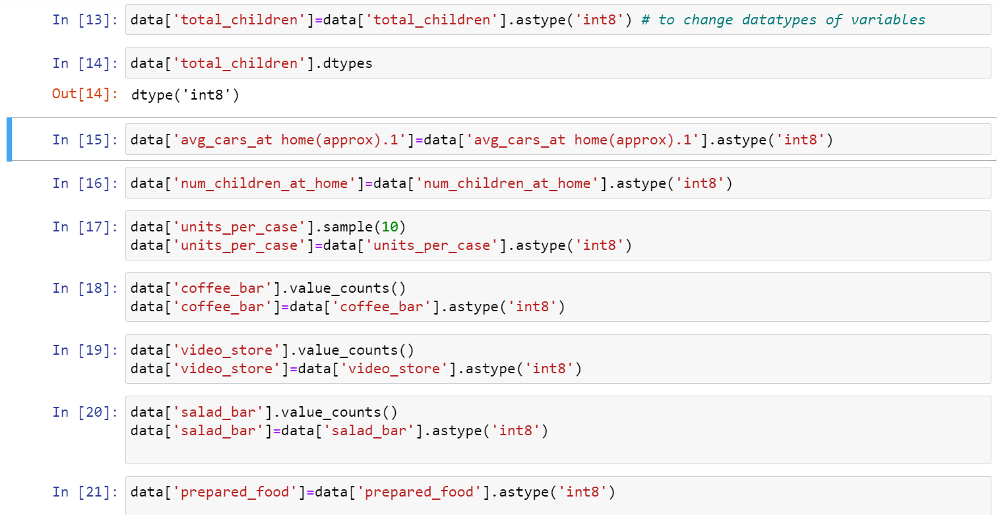 In [13]: data['total_children']=data['total_children'].astype('int8') # to change datatypes of variables
In [14]: data['total_children'].dtypes
Out[14]: dtype('int8')
In [15]: data['avg_cars_at home(approx).1']=data['avg_cars_at home(approx).1'].astype('int8')
In [16]: data['num_children_at_home']=data['num_children_at_home'].astype('int8')
In [17]: data['units_per_case'].sample(10)
data['units_per_case']=data['units_per_case'].astype('int8')
In [18]: data['coffee_bar'].value_counts()
data['coffee_bar']=data['coffee_bar'].astype('int8')
In [19]: data['video_store'].value_counts()
data['video_store']=data['video_store'].astype('int8')
In [20]: data['salad_bar'].value_counts()
data['salad_bar']=data['salad_bar'].astype('int8')
In [21]: data['prepared_food']=data['prepared_food'].astype('int8')